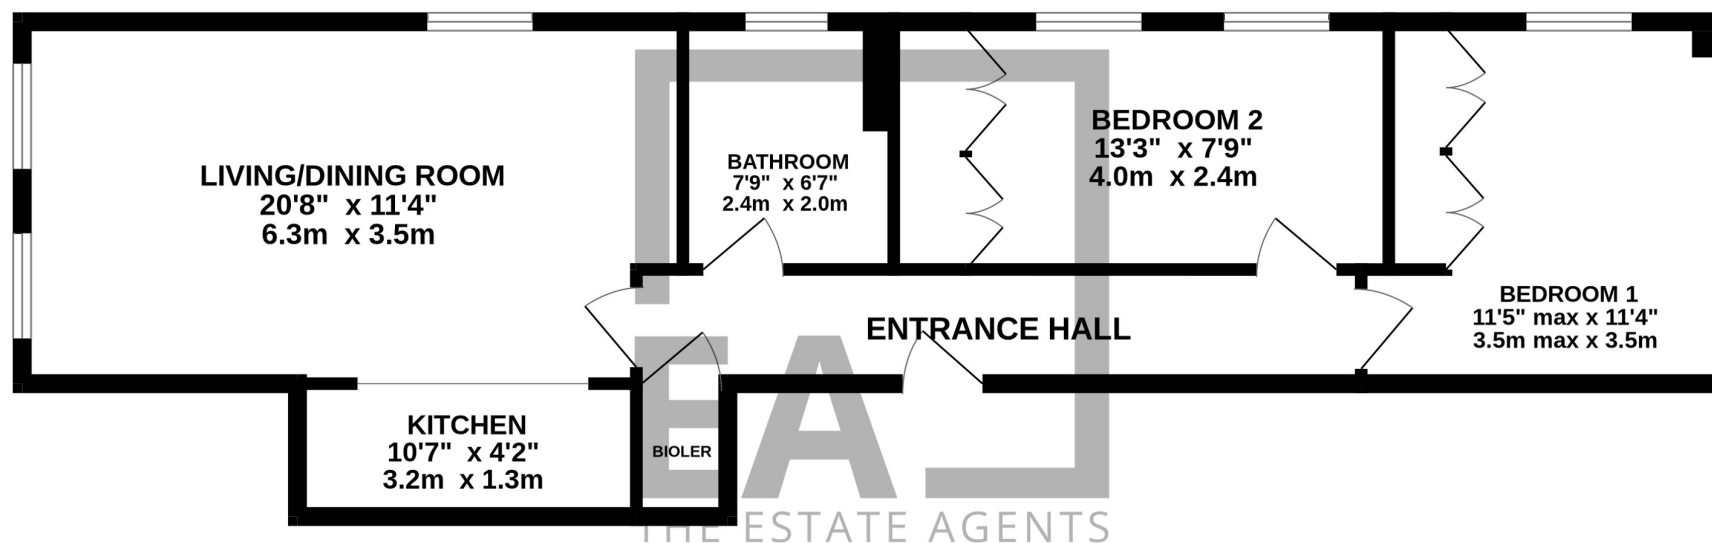 LIVING/DINING ROOM
20'8" x 11'4"
6.3m x 3.5m
BATHROOM
7'9" x 6'7"
2.4m x 2.0m
BEDROOM 2
13'3" x 7'9"
4.0m x 2.4m
BEDROOM 1
11'5" max x 11'4"
3.5m max x 3.5m
ENTRANCE HALL
KITCHEN
10'7" x 4'2"
3.2m x 1.3m
BIOLER
EA
THE ESTATE AGENTS